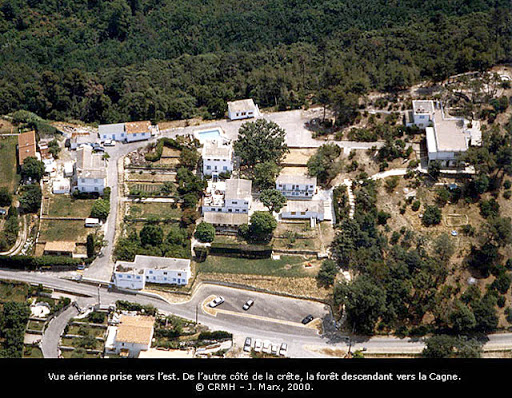 Vue aérienne prise vers l'est. De l'autre côté de la crête, la forêt descendant vers la Cagne.
© CRMH - J. Marx, 2000.